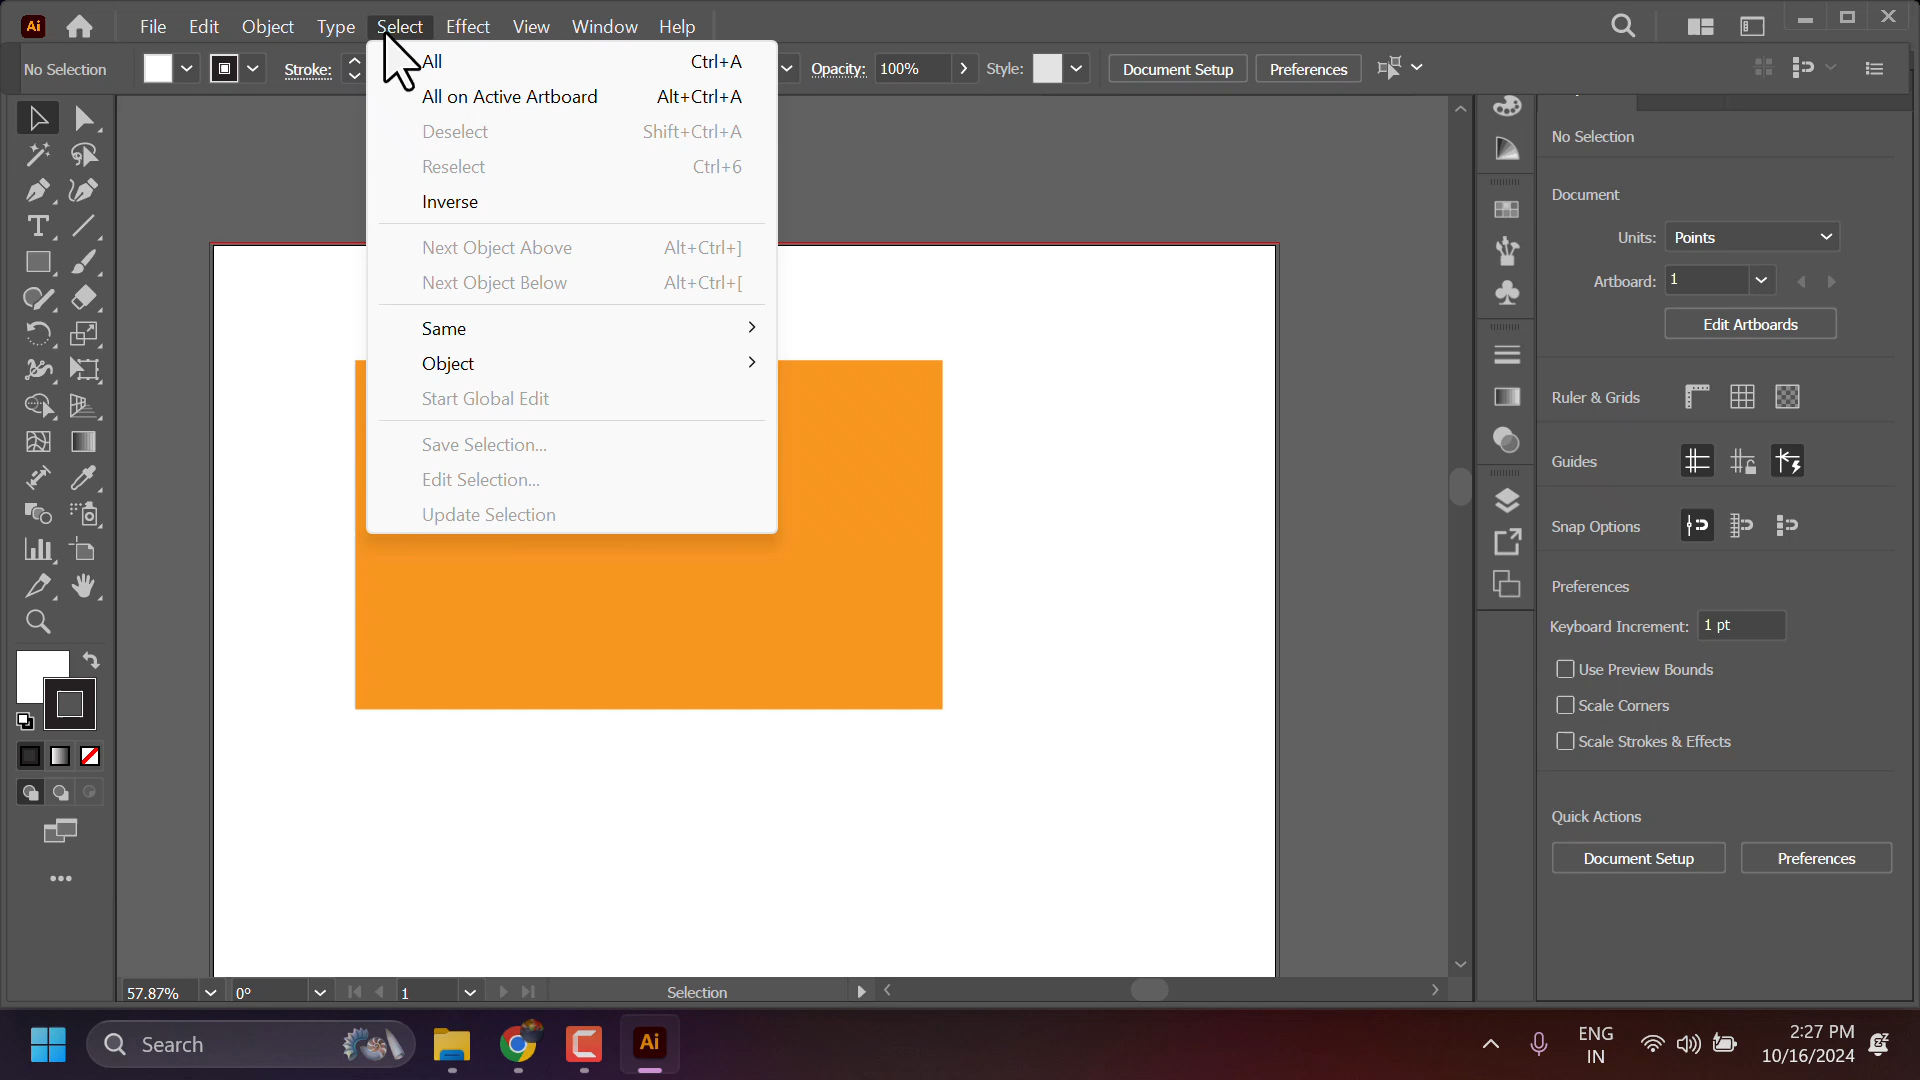 Ai File Edit Object Type Select Effect View Window Help
No Selection Stroke: Opacity: 100% Style: Document Setup Preferences
All Ctrl+A
All on Active Artboard Alt+Ctrl+A
Deselect Shift+Ctrl+A
Reselect Ctrl+6
Inverse
Next Object Above Alt+Ctrl+]
Next Object Below Alt+Ctrl+[
Same
Object
Start Global Edit
Save Selection...
Edit Selection...
Update Selection
No Selection
Document
Units: Points
Artboard: 1
Edit Artboards
Ruler & Grids
Guides
Snap Options
Preferences
Keyboard Increment: 1 pt
Use Preview Bounds
Scale Corners
Scale Strokes & Effects
Quick Actions
Document Setup Preferences
57.87% 0° 1 Selection
Search Ai ENG 2:27 PM
IN 10/16/2024